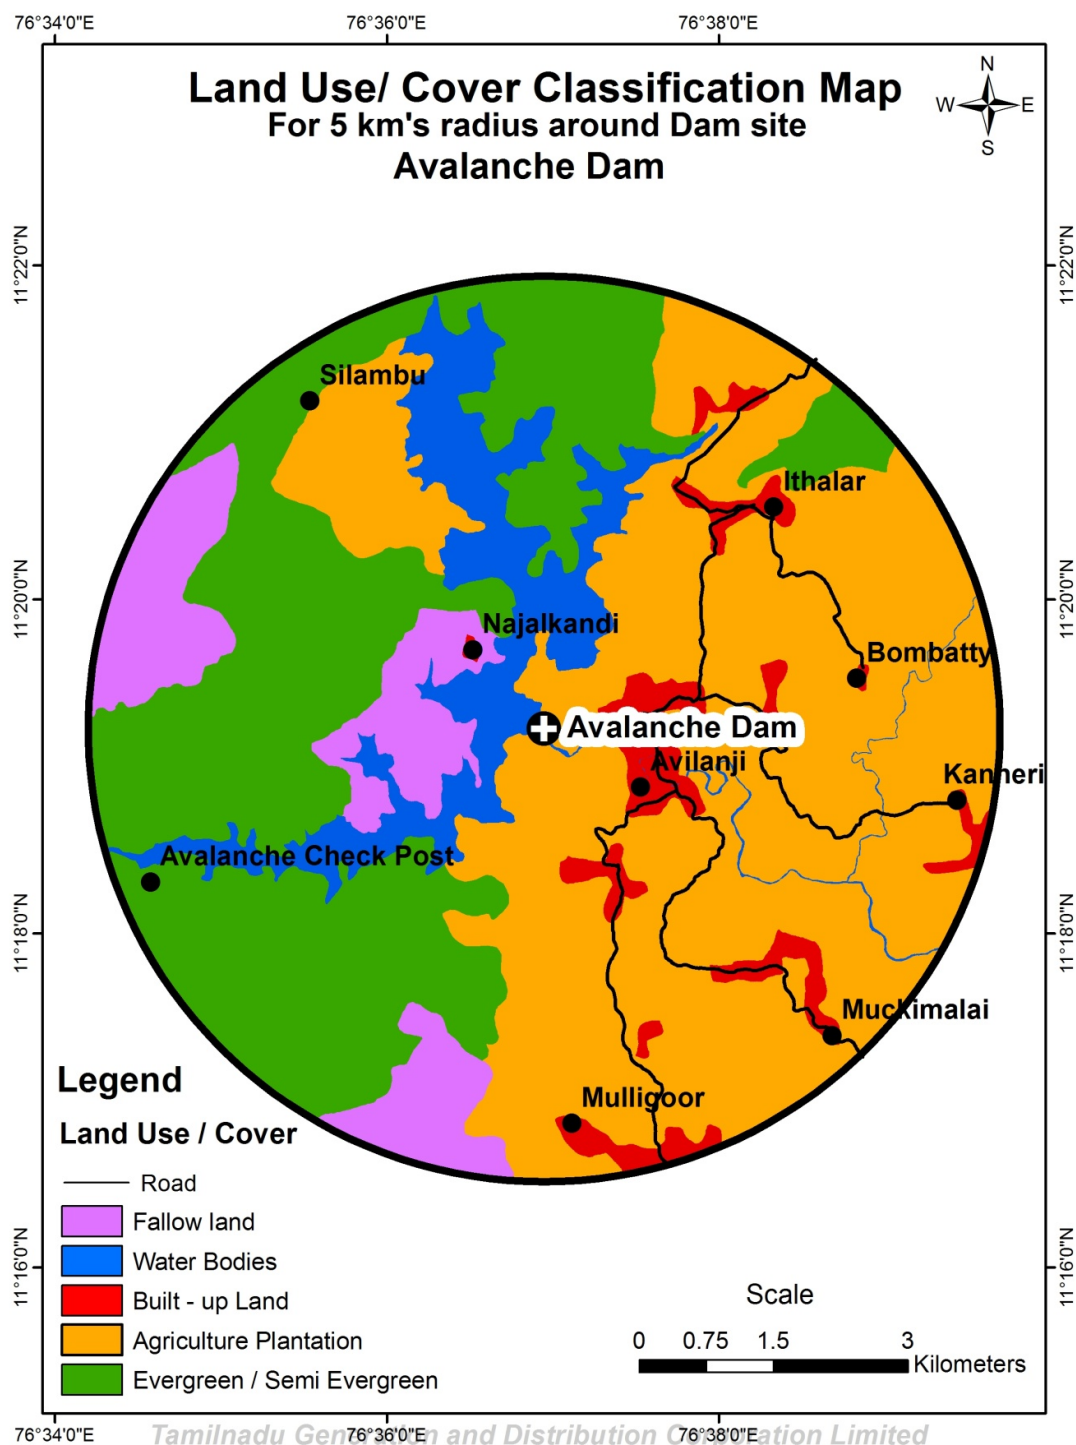 76°34'0"E 76°36'0"E 76°38'0"E
Land Use/ Cover Classification Map
For 5 km's radius around Dam site
Avalanche Dam
N
W E
S
11°22'0"N 11°22'0"N
Silambu
Ithalar
11°20'0"N 11°20'0"N
Najalkandi
Bombatty
Avalanche Dam
Avilanji
Kanneri
Avalanche Check Post
11°18'0"N 11°18'0"N
Muckimalai
Mulligoor
Legend
Land Use / Cover
Road
Fallow land
Water Bodies
Built - up Land
Agriculture Plantation
Evergreen / Semi Evergreen
11°16'0"N 11°16'0"N
Scale
0 0.75 1.5 3
Kilometers
76°34'0"E 76°36'0"E 76°38'0"E
Tamilnadu Generation and Distribution Corporation Limited